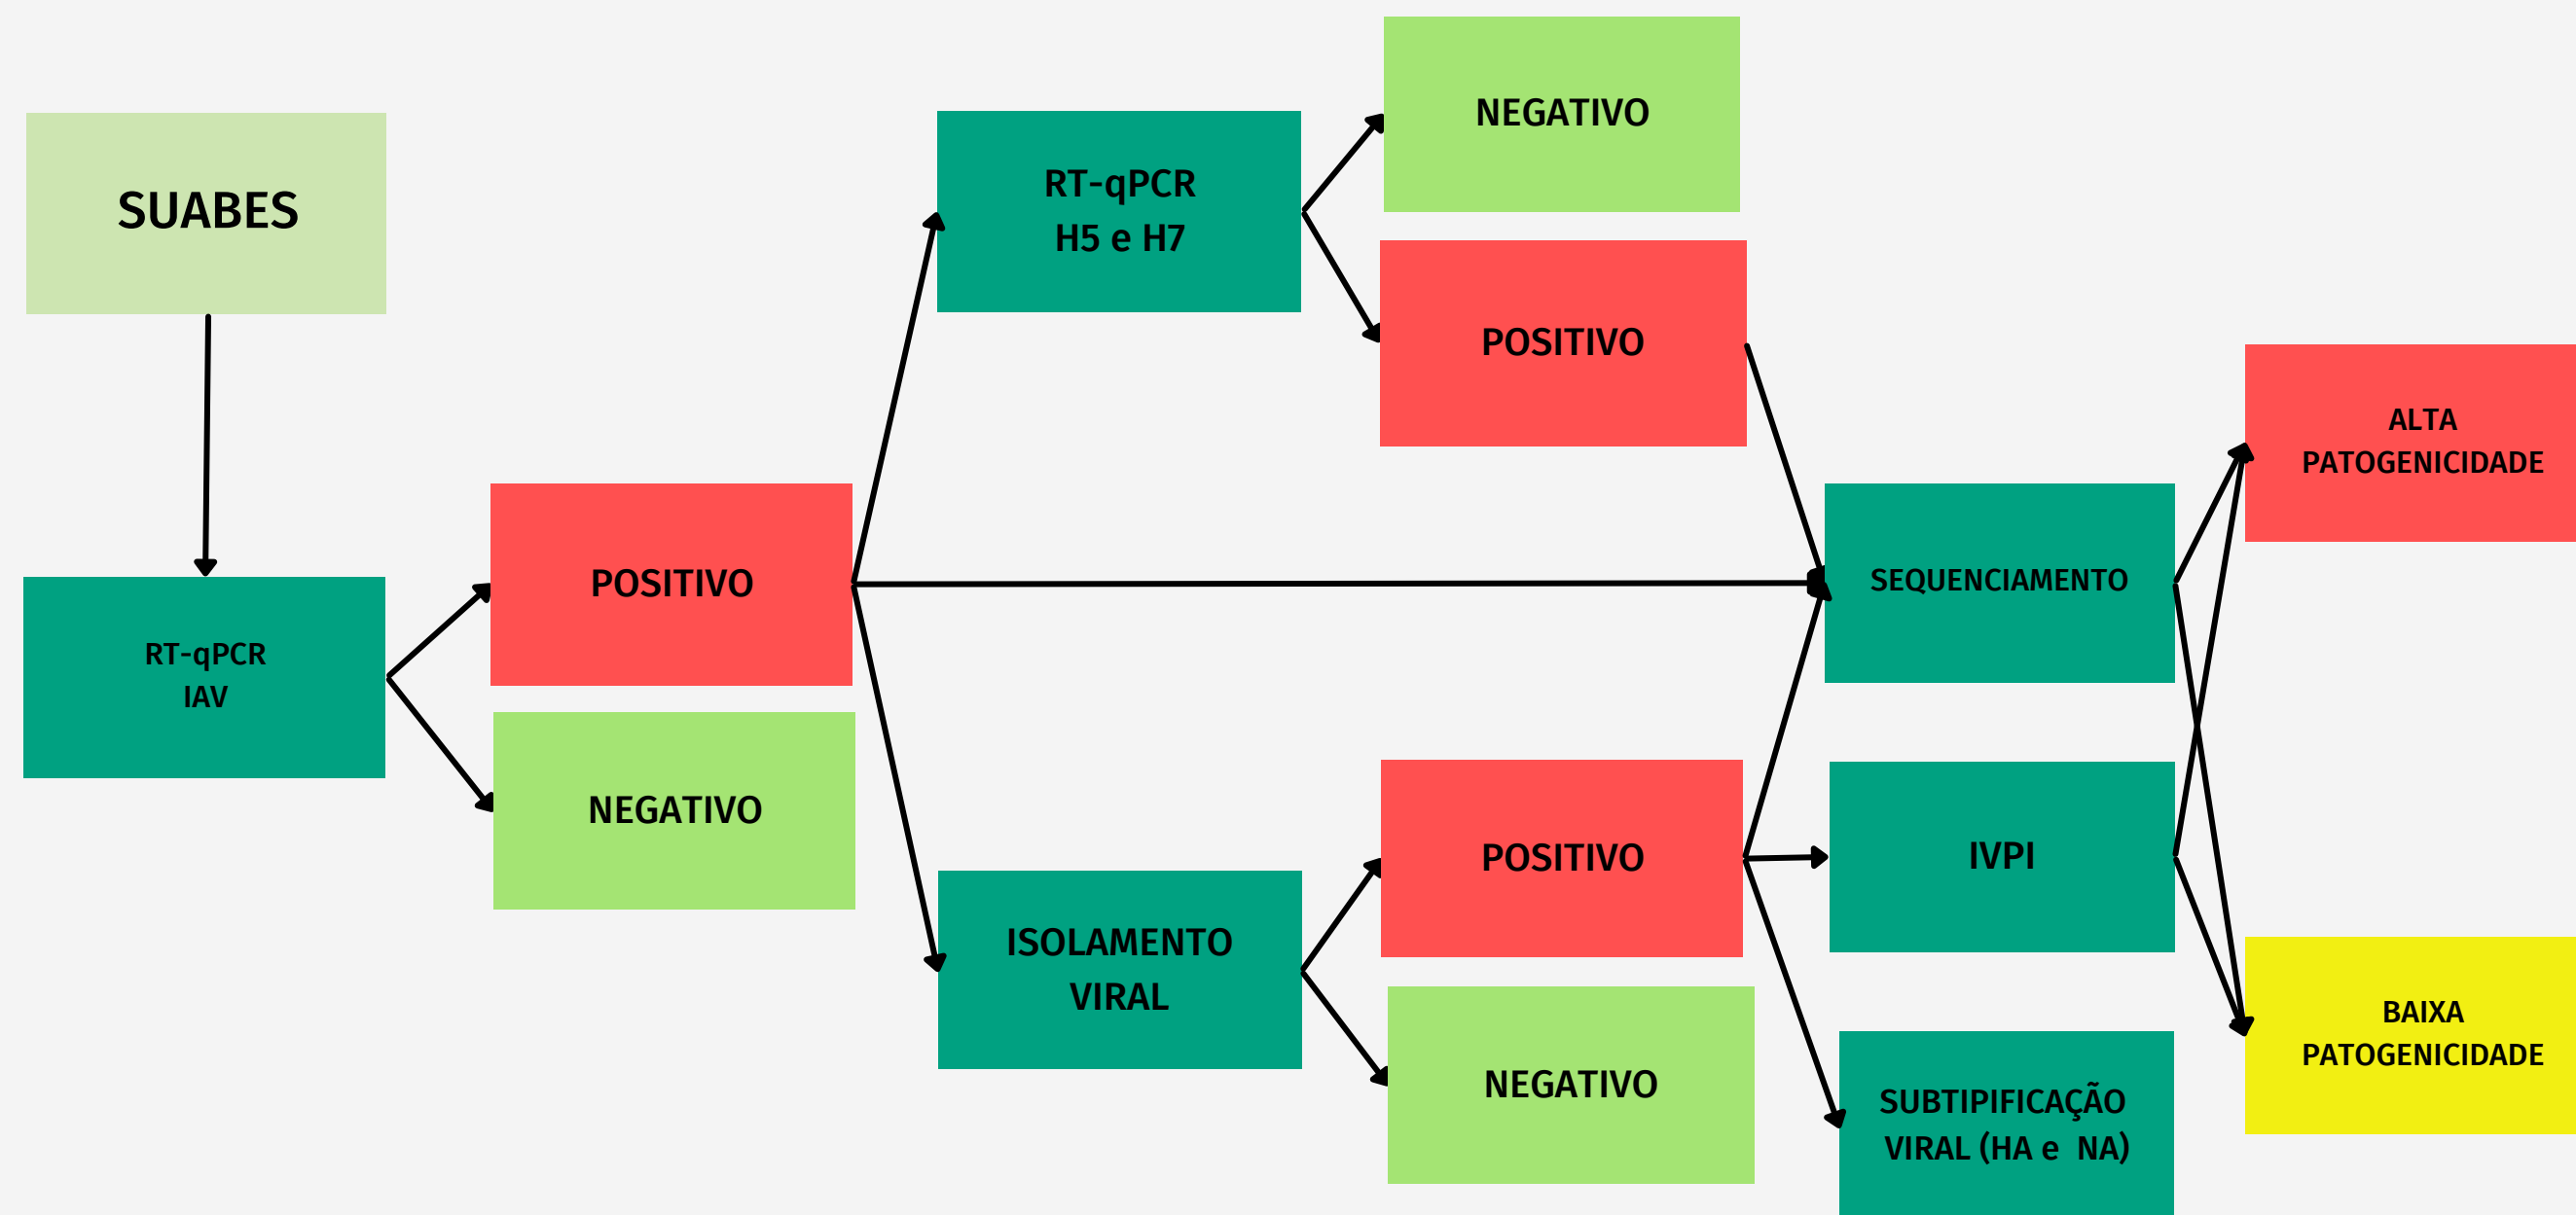 SUABES
RT-qPCR
IAV
POSITIVO
NEGATIVO
RT-qPCR
H5 e H7
NEGATIVO
POSITIVO
ISOLAMENTO
VIRAL
POSITIVO
NEGATIVO
SEQUENCIAMENTO
IVPI
SUBTIPIFICAÇÃO
VIRAL (HA e NA)
ALTA
PATOGENICIDADE
BAIXA
PATOGENICIDADE